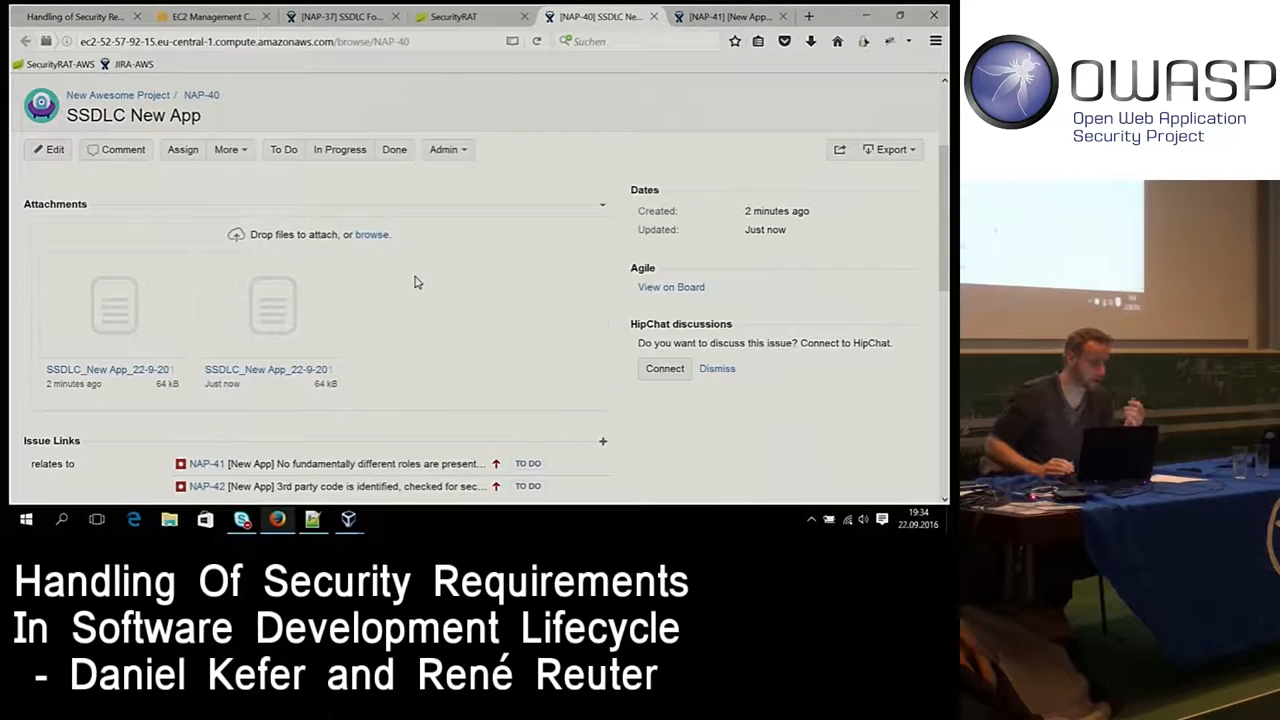 Handling of Security Re...
EC2 Management C...
[NAP-37] SSDLC Fo...
SecurityRAT
[NAP-40] SSDLC Ne...
[NAP-41] [New App...
ec2-52-57-92-15.eu-central-1.compute.amazonaws.com/browse/NAP-40
Suchen
SecurityRAT-AWS
JIRA-AWS
New Awesome Project / NAP-40
SSDLC New App
Edit
Comment
Assign
More
To Do
In Progress
Done
Admin
Export
Attachments
Drop files to attach, or browse.
SSDLC_New App_22-9-201
2 minutes ago
64 kB
SSDLC_New App_22-9-201
Just now
64 kB
Issue Links
relates to
NAP-41 [New App] No fundamentally different roles are present...
TO DO
NAP-42 [New App] 3rd party code is identified, checked for sec...
TO DO
Dates
Created: 2 minutes ago
Updated: Just now
Agile
View on Board
HipChat discussions
Do you want to discuss this issue? Connect to HipChat.
Connect
Dismiss
19:34
22.09.2016
OWASP
Open Web Application
Security Project
Handling Of Security Requirements
In Software Development Lifecycle
- Daniel Kefer and René Reuter